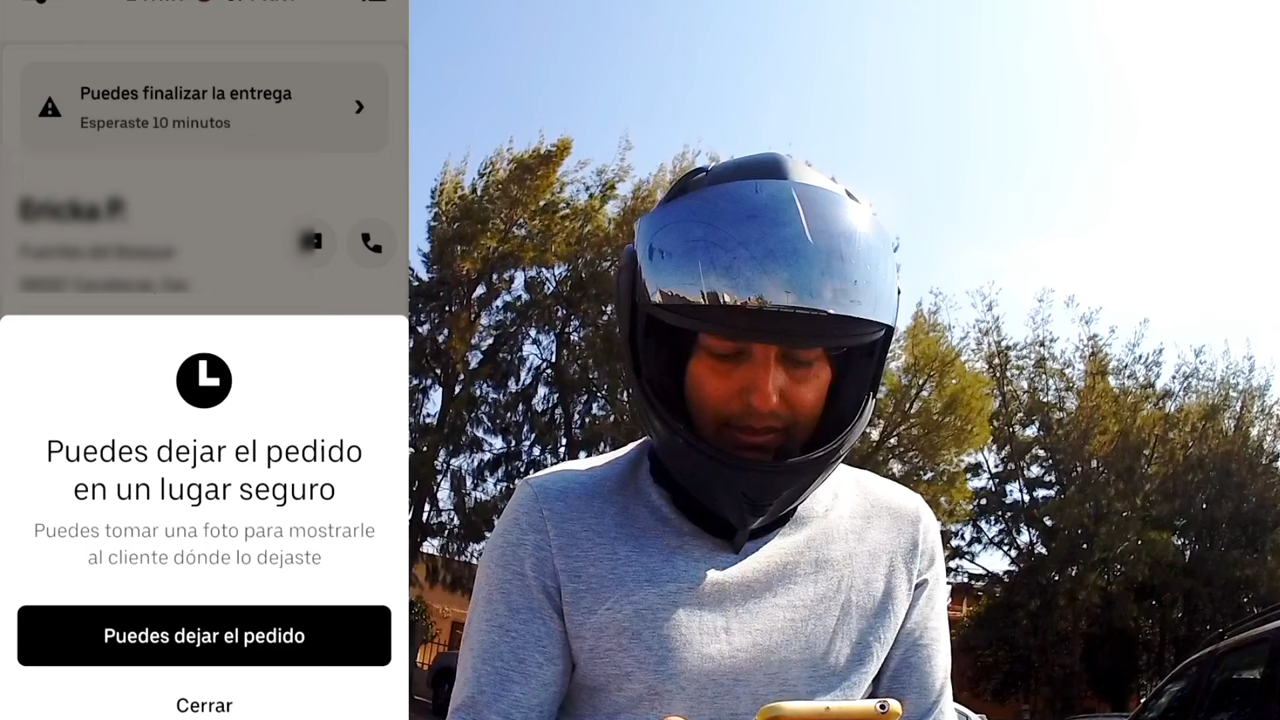 Puedes finalizar la entrega
Esperaste 10 minutos
Ericka P.
Puedes dejar el pedido
en un lugar seguro
Puedes tomar una foto para mostrarle
al cliente dónde lo dejaste
Puedes dejar el pedido
Cerrar